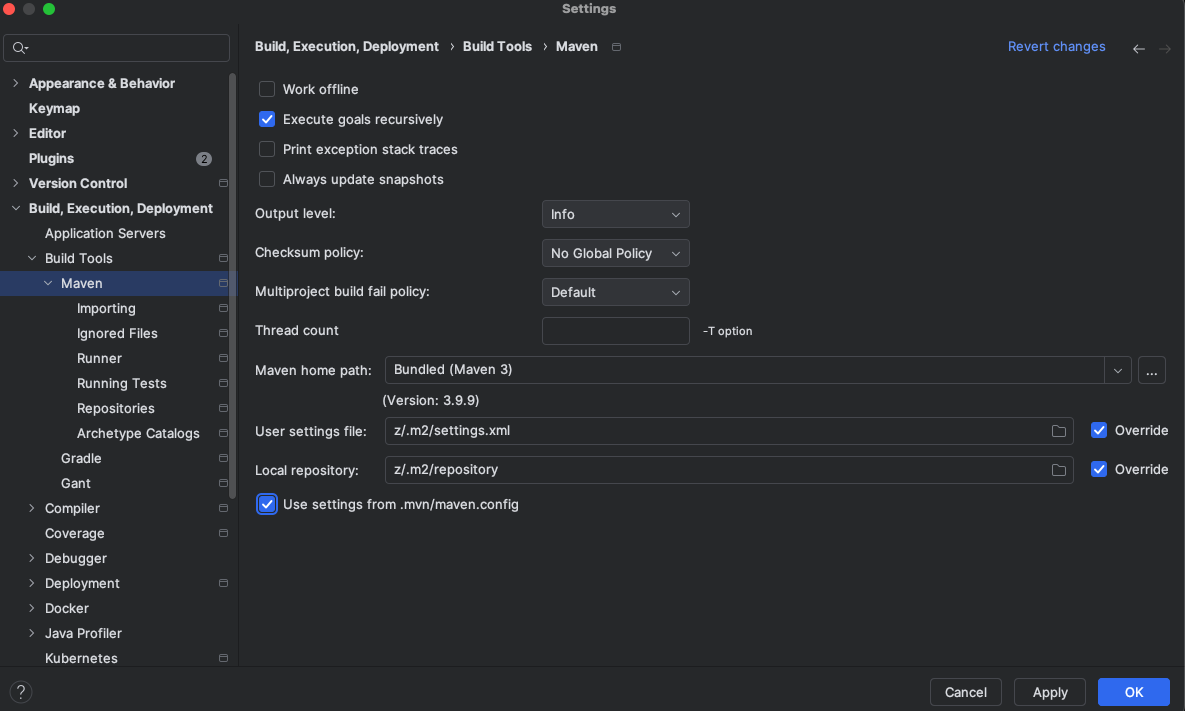 Settings
Build, Execution, Deployment › Build Tools › Maven
Revert changes
Appearance & Behavior
Keymap
Editor
Plugins 2
Version Control
Build, Execution, Deployment
Application Servers
Build Tools
Maven
Importing
Ignored Files
Runner
Running Tests
Repositories
Archetype Catalogs
Gradle
Gant
Compiler
Coverage
Debugger
Deployment
Docker
Java Profiler
Kubernetes
Work offline
Execute goals recursively
Print exception stack traces
Always update snapshots
Output level: Info
Checksum policy: No Global Policy
Multiproject build fail policy: Default
Thread count -T option
Maven home path: Bundled (Maven 3) ...
(Version: 3.9.9)
User settings file: z/.m2/settings.xml Override
Local repository: z/.m2/repository Override
Use settings from .mvn/maven.config
? Cancel Apply OK